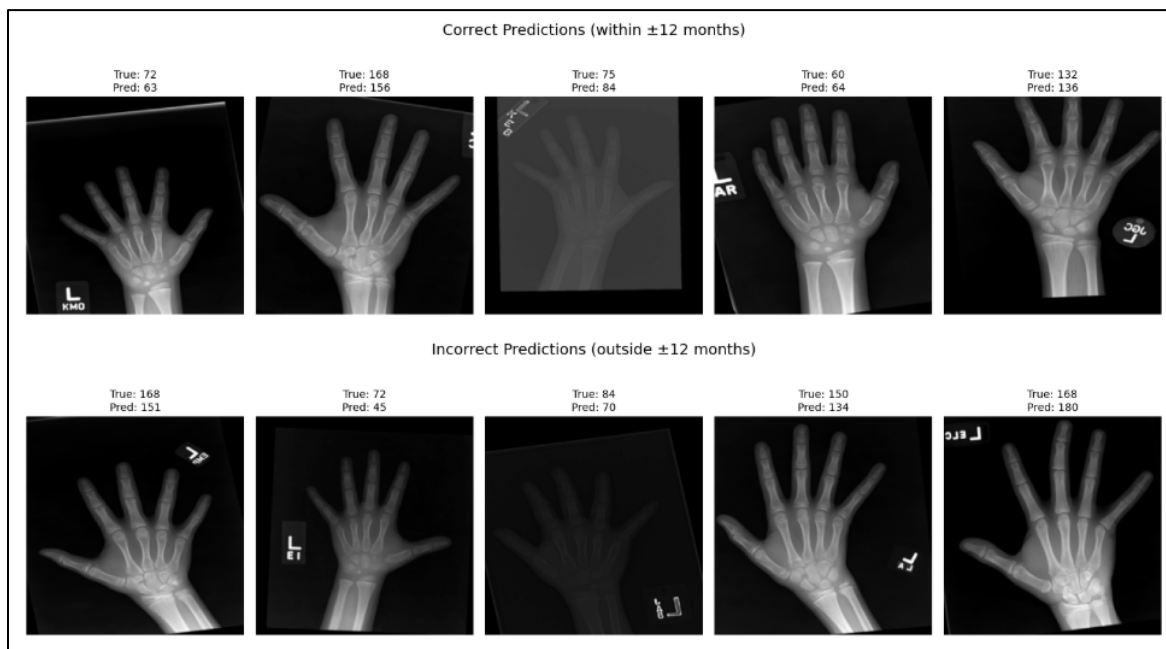 Correct Predictions (within ±12 months)
True: 72
Pred: 63
True: 168
Pred: 156
True: 75
Pred: 84
True: 60
Pred: 64
True: 132
Pred: 136
L
KMO
L
AR
L
Incorrect Predictions (outside ±12 months)
True: 168
Pred: 151
True: 72
Pred: 45
True: 84
Pred: 70
True: 150
Pred: 134
True: 168
Pred: 180
L
EI
L
L
L